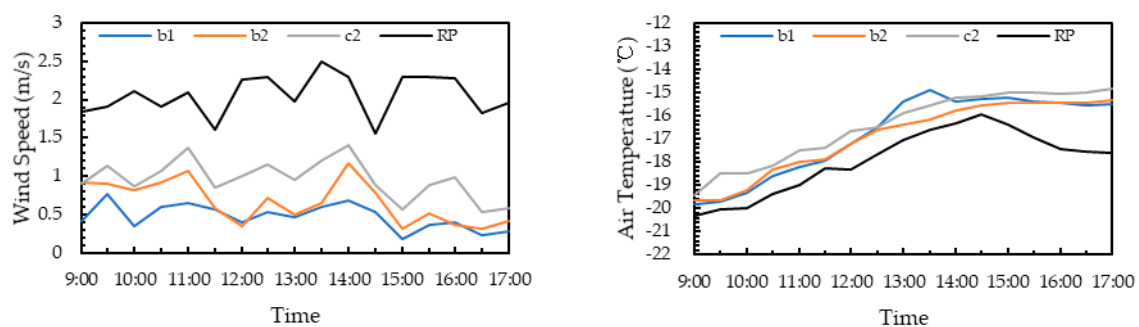 b1 b2 c2 RP
Wind Speed (m/s)
3
2.5
2
1.5
1
0.5
0
9:00 10:00 11:00 12:00 13:00 14:00 15:00 16:00 17:00
Time
b1 b2 c2 RP
Air Temperature (℃)
-12
-13
-14
-15
-16
-17
-18
-19
-20
-21
-22
9:00 10:00 11:00 12:00 13:00 14:00 15:00 16:00 17:00
Time